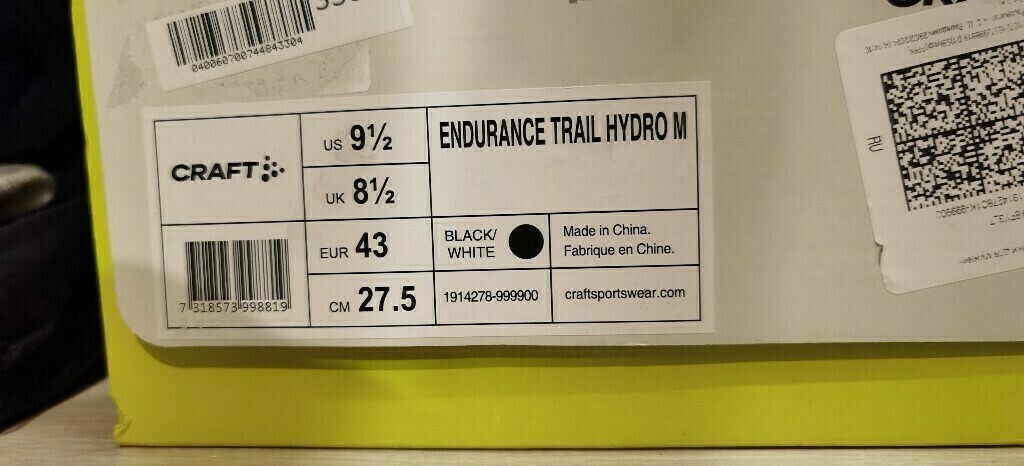 040060700744843304
CRAFT
US 9½
UK 8½
EUR 43
CM 27.5
ENDURANCE TRAIL HYDRO M
BLACK/
WHITE
Made in China.
Fabrique en Chine.
1914278-999900
craftsportswear.com
7 318573 998819
RU